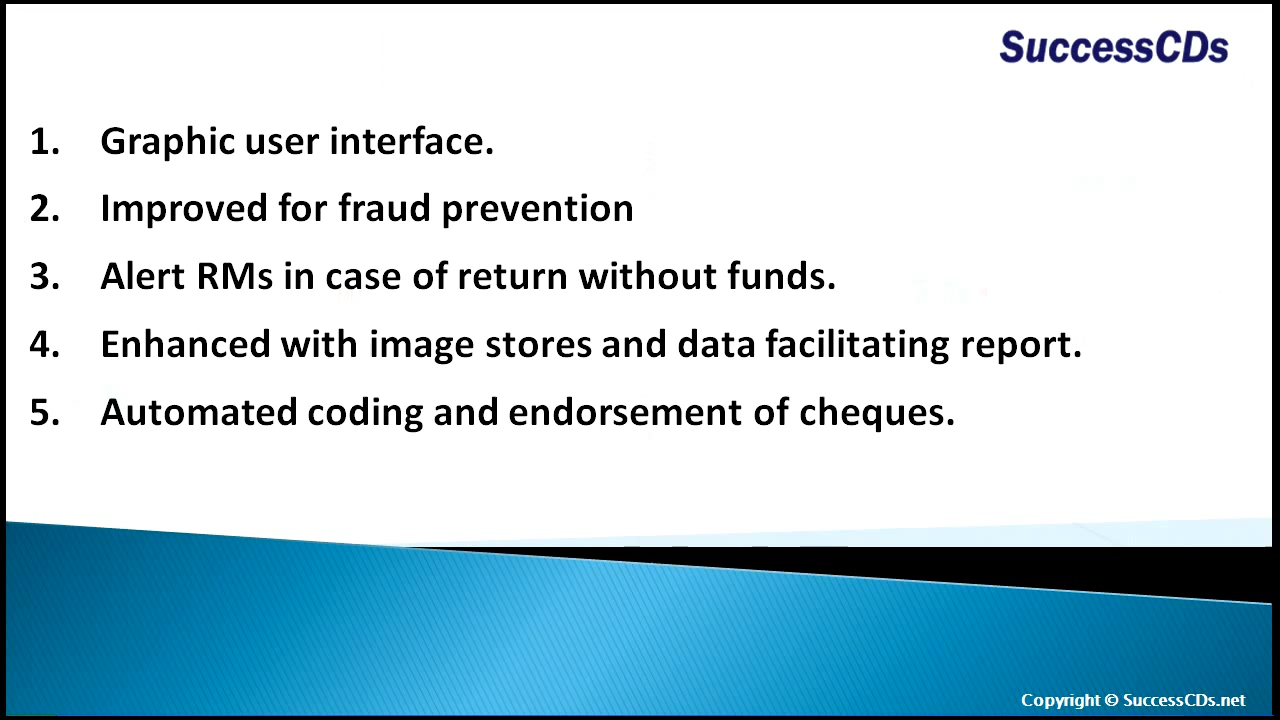 SuccessCDs
1. Graphic user interface.
2. Improved for fraud prevention
3. Alert RMs in case of return without funds.
4. Enhanced with image stores and data facilitating report.
5. Automated coding and endorsement of cheques.
Copyright © SuccessCDs.net